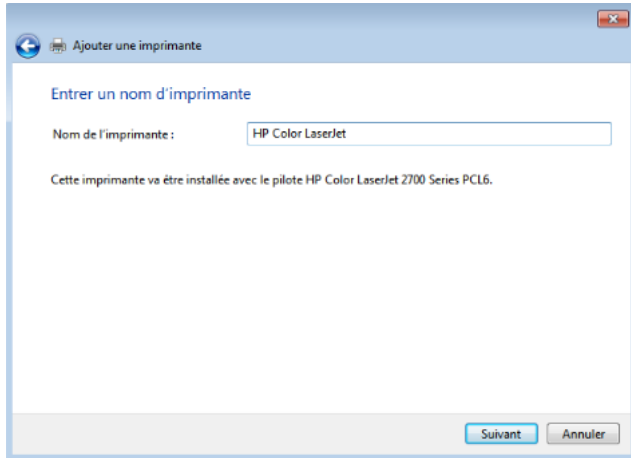 Ajouter une imprimante
Entrer un nom d'imprimante
Nom de l'imprimante : HP Color LaserJet
Cette imprimante va être installée avec le pilote HP Color LaserJet 2700 Series PCL6.
Suivant Annuler